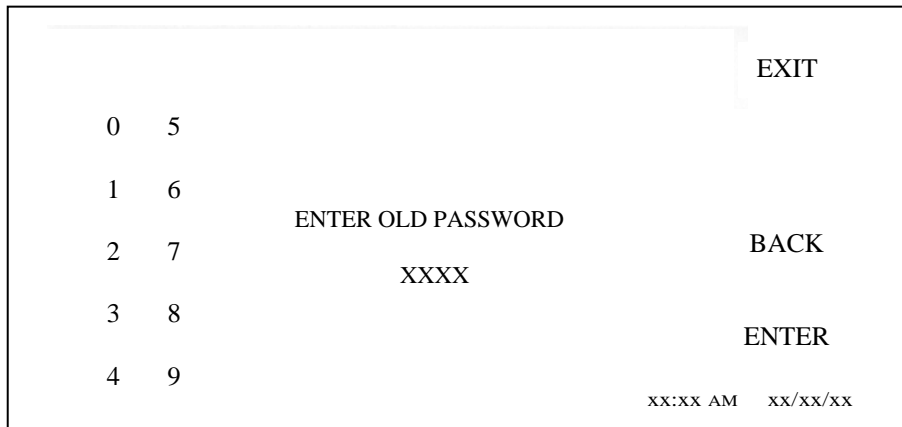 EXIT
0 5
1 6
ENTER OLD PASSWORD
2 7
BACK
XXXX
3 8
ENTER
4 9
xx:xx AM xx/xx/xx